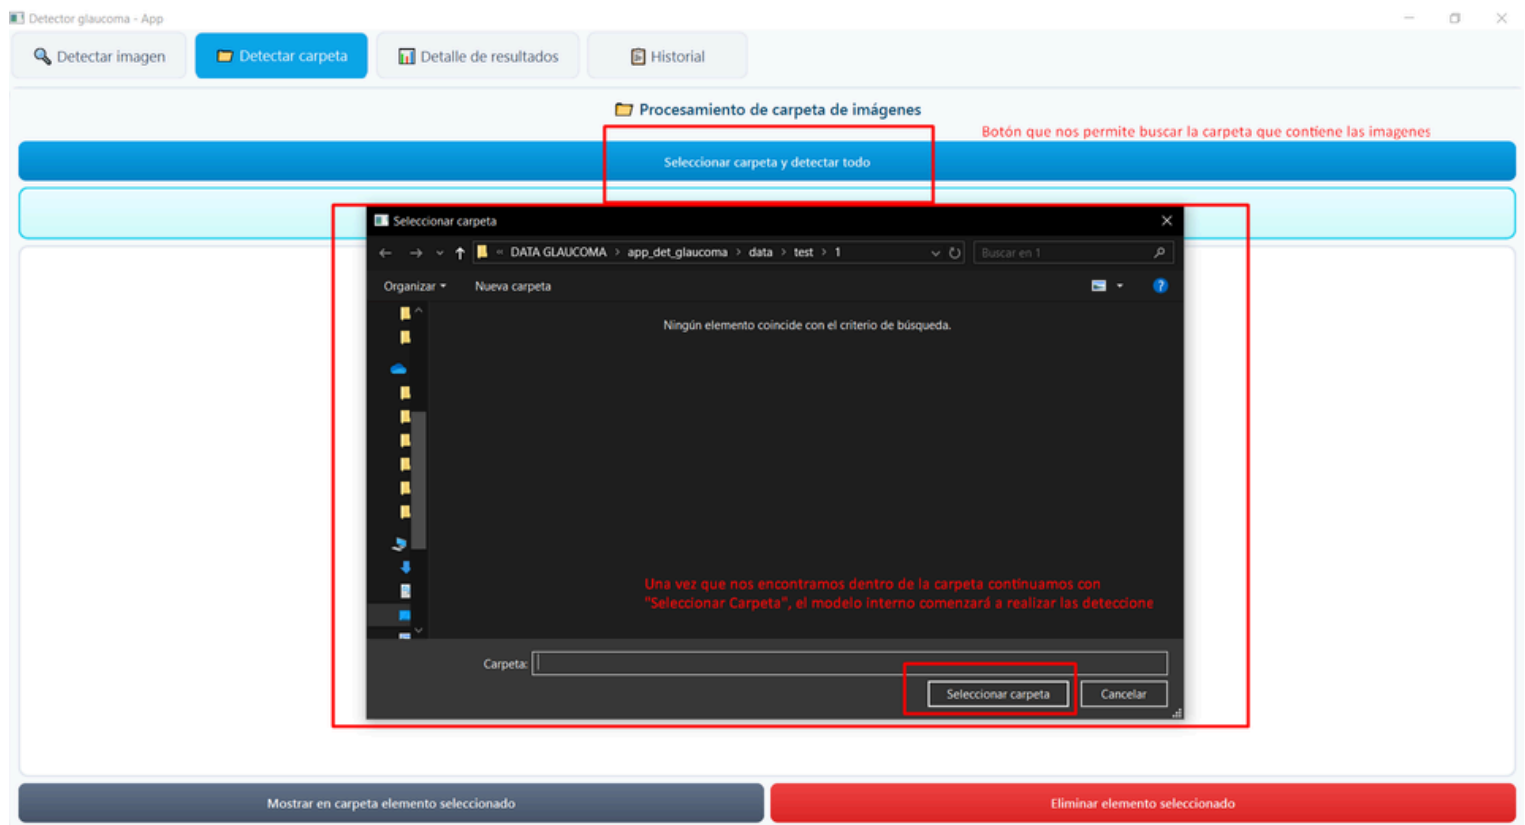 Detector glaucoma - App
Detectar imagen
Detectar carpeta
Detalle de resultados
Historial
Procesamiento de carpeta de imágenes
Botón que nos permite buscar la carpeta que contiene las imagenes
Seleccionar carpeta y detectar todo
Seleccionar carpeta
« DATA GLAUCOMA > app_det_glaucoma > data > test > 1
Buscar en 1
Organizar
Nueva carpeta
Ningún elemento coincide con el criterio de búsqueda.
Una vez que nos encontramos dentro de la carpeta continuamos con
"Seleccionar Carpeta", el modelo interno comenzará a realizar las deteccione
Carpeta:
Seleccionar carpeta
Cancelar
Mostrar en carpeta elemento seleccionado
Eliminar elemento seleccionado